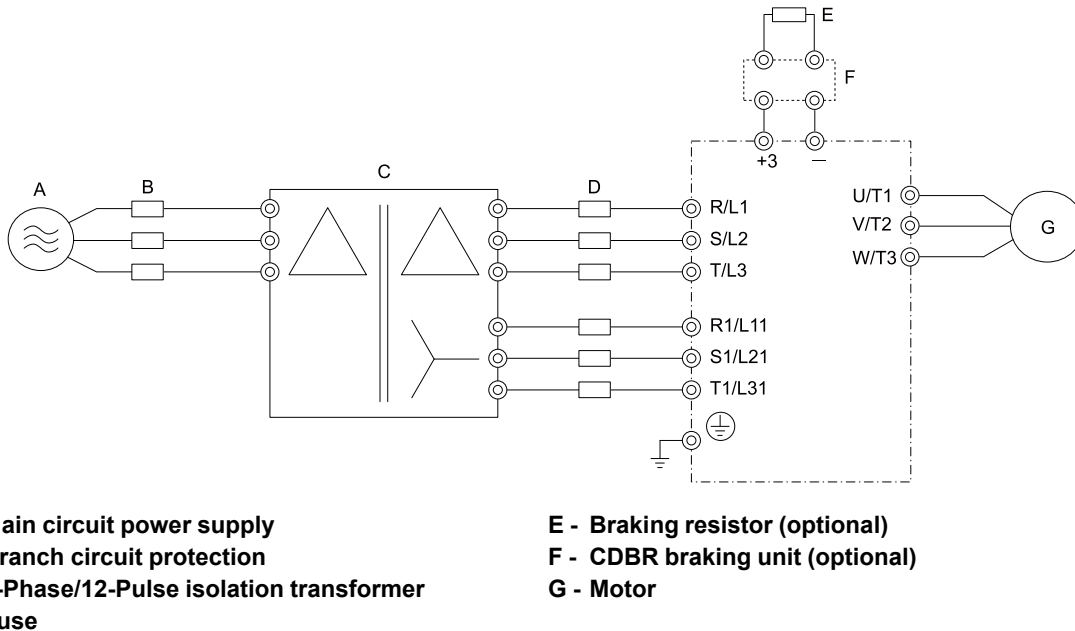 E
F
+3
—
A
B
C
D
R/L1
S/L2
T/L3
R1/L11
S1/L21
T1/L31
U/T1
V/T2
W/T3
G
ain circuit power supply
ranch circuit protection
-Phase/12-Pulse isolation transformer
use
E - Braking resistor (optional)
F - CDBR braking unit (optional)
G - Motor